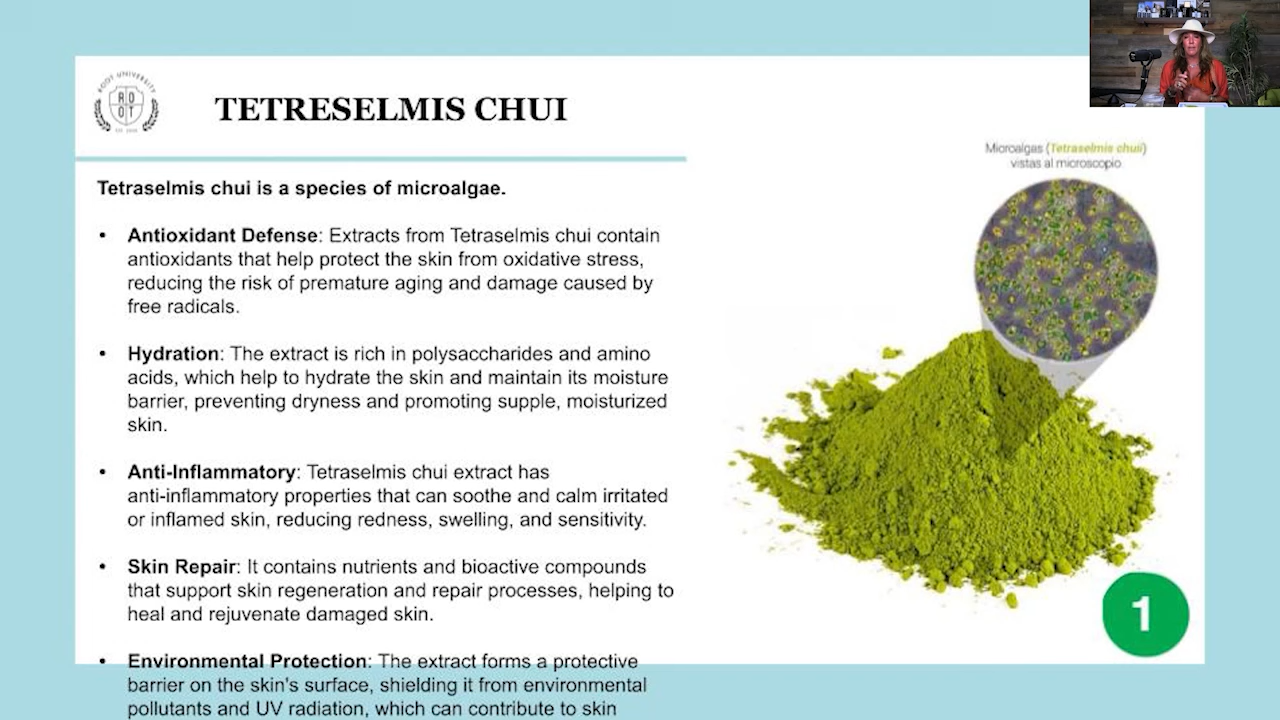 ROOT UNIVERSITY
ROOT
TETRESELMIS CHUI
Microalgas (Tetraselmis chuii)
vistas al microscopio
Tetraselmis chui is a species of microalgae.
• Antioxidant Defense: Extracts from Tetraselmis chui contain
antioxidants that help protect the skin from oxidative stress,
reducing the risk of premature aging and damage caused by
free radicals.
• Hydration: The extract is rich in polysaccharides and amino
acids, which help to hydrate the skin and maintain its moisture
barrier, preventing dryness and promoting supple, moisturized
skin.
• Anti-Inflammatory: Tetraselmis chui extract has
anti-inflammatory properties that can soothe and calm irritated
or inflamed skin, reducing redness, swelling, and sensitivity.
• Skin Repair: It contains nutrients and bioactive compounds
that support skin regeneration and repair processes, helping to
heal and rejuvenate damaged skin.
• Environmental Protection: The extract forms a protective
barrier on the skin's surface, shielding it from environmental
pollutants and UV radiation, which can contribute to skin
1